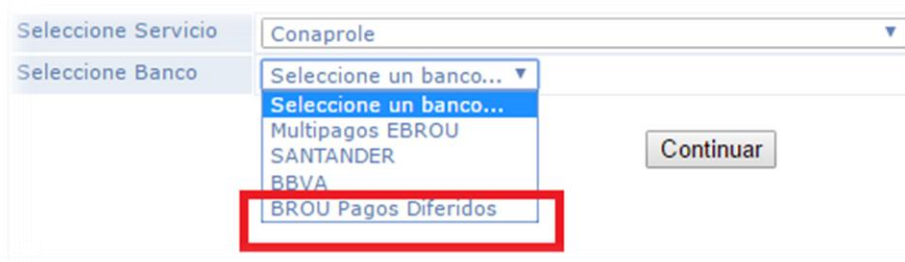 Seleccione Servicio Conaprole
Seleccione Banco Seleccione un banco...
Seleccione un banco...
Multipagos EBROU
SANTANDER
Continuar
BBVA
BROU Pagos Diferidos